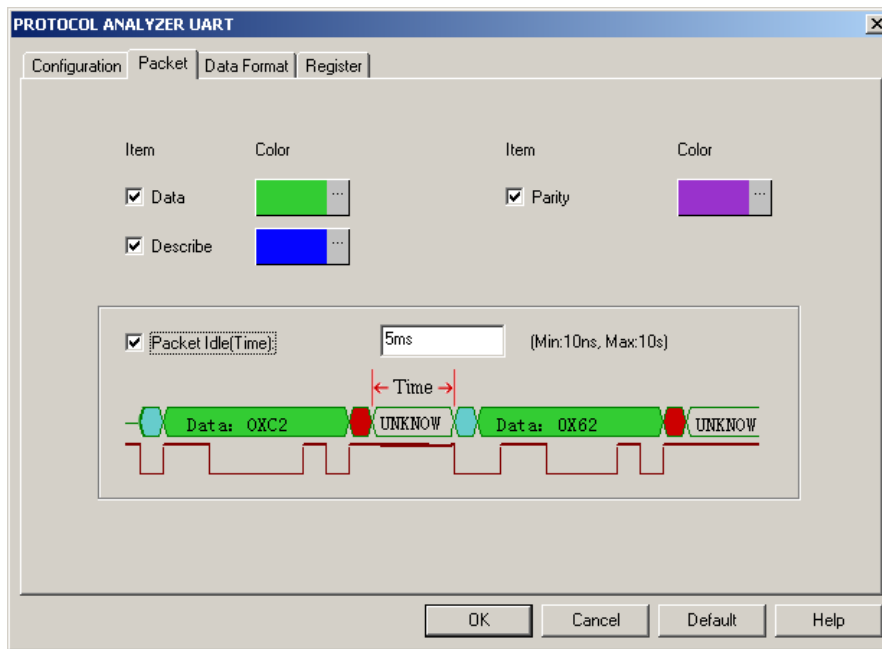 PROTOCOL ANALYZER UART
Configuration Packet Data Format Register
Item Color Item Color
Data ... Parity ...
Describe ...
Packet Idle(Time): 5ms (Min:10ns, Max:10s)
Time
Data: 0XC2 UNKNOW Data: 0X62 UNKNOW
OK Cancel Default Help